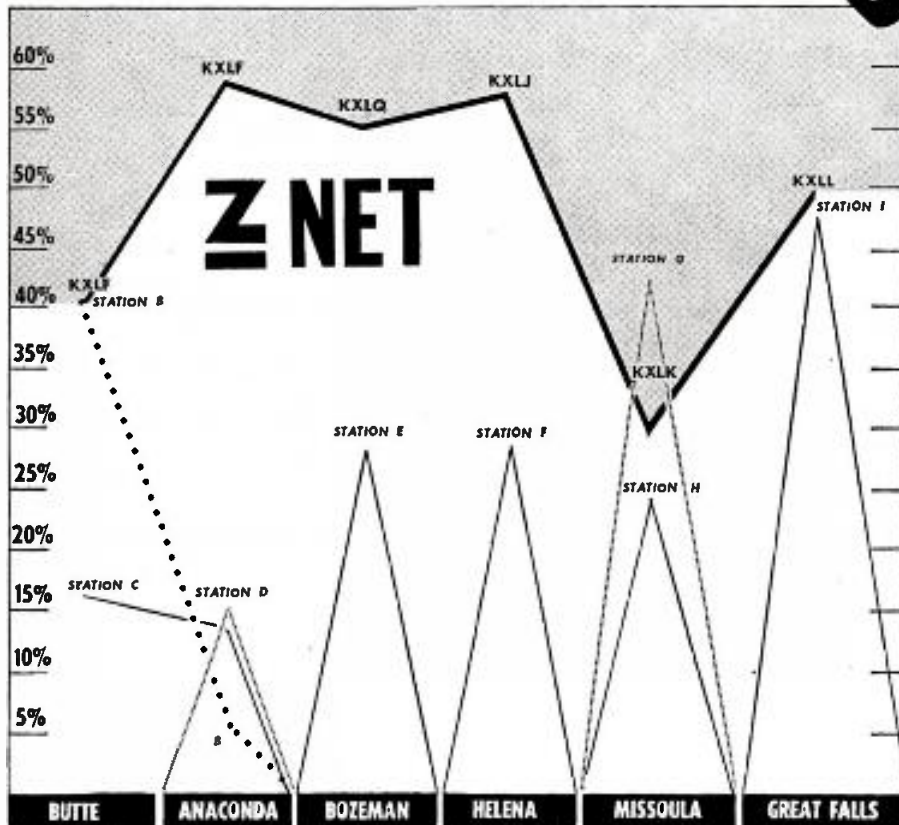 60%
KXLF
KXLJ
55%
KXLQ
50%
Z NET
KXLL
STATION I
45%
STATION G
40%
KXLF
STATION B
35%
KXLK
30%
STATION E
STATION F
25%
STATION H
20%
15%
STATION C
STATION D
10%
5%
B
BUTTE
ANACONDA
BOZEMAN
HELENA
MISSOULA
GREAT FALLS